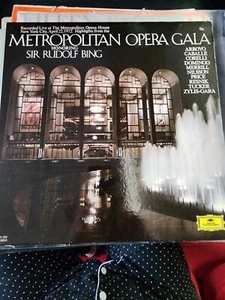 Recorded Live at The Metropolitan Opera House
New York City, April 22, 1972 Highlights from the
METROPOLITAN OPERA GALA
HONORING
SIR RUDOLF BING
ARROYO
CABALLE
CORELLI
DOMINGO
MERRILL
NILSSON
PRICE
RESNIK
TUCKER
ZYLIS-GARA